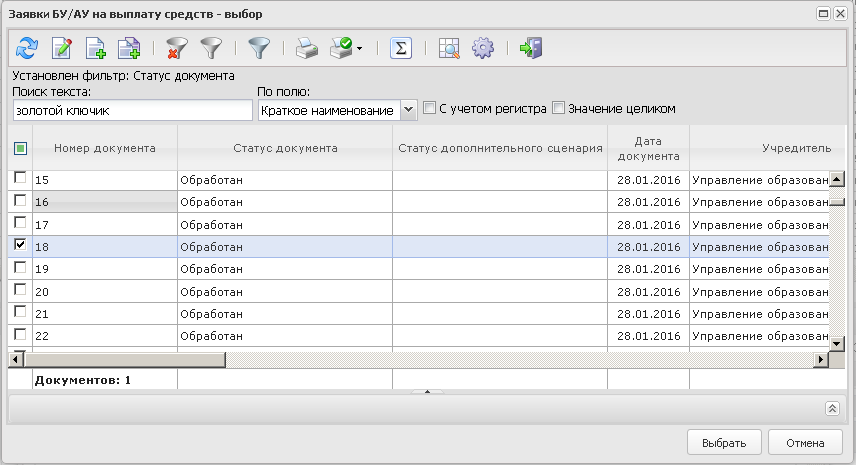 Заявки БУ/АУ на выплату средств - выбор
Установлен фильтр: Статус документа
Поиск текста: По полю:
золотой ключик Краткое наименование С учетом регистра Значение целиком
Номер документа Статус документа Статус дополнительного сценария Дата документа Учредитель
15 Обработан 28.01.2016 Управление образован
16 Обработан 28.01.2016 Управление образован
17 Обработан 28.01.2016 Управление образован
18 Обработан 28.01.2016 Управление образован
19 Обработан 28.01.2016 Управление образован
20 Обработан 28.01.2016 Управление образован
21 Обработан 28.01.2016 Управление образован
22 Обработан 28.01.2016 Управление образован
Документов: 1
Выбрать Отмена